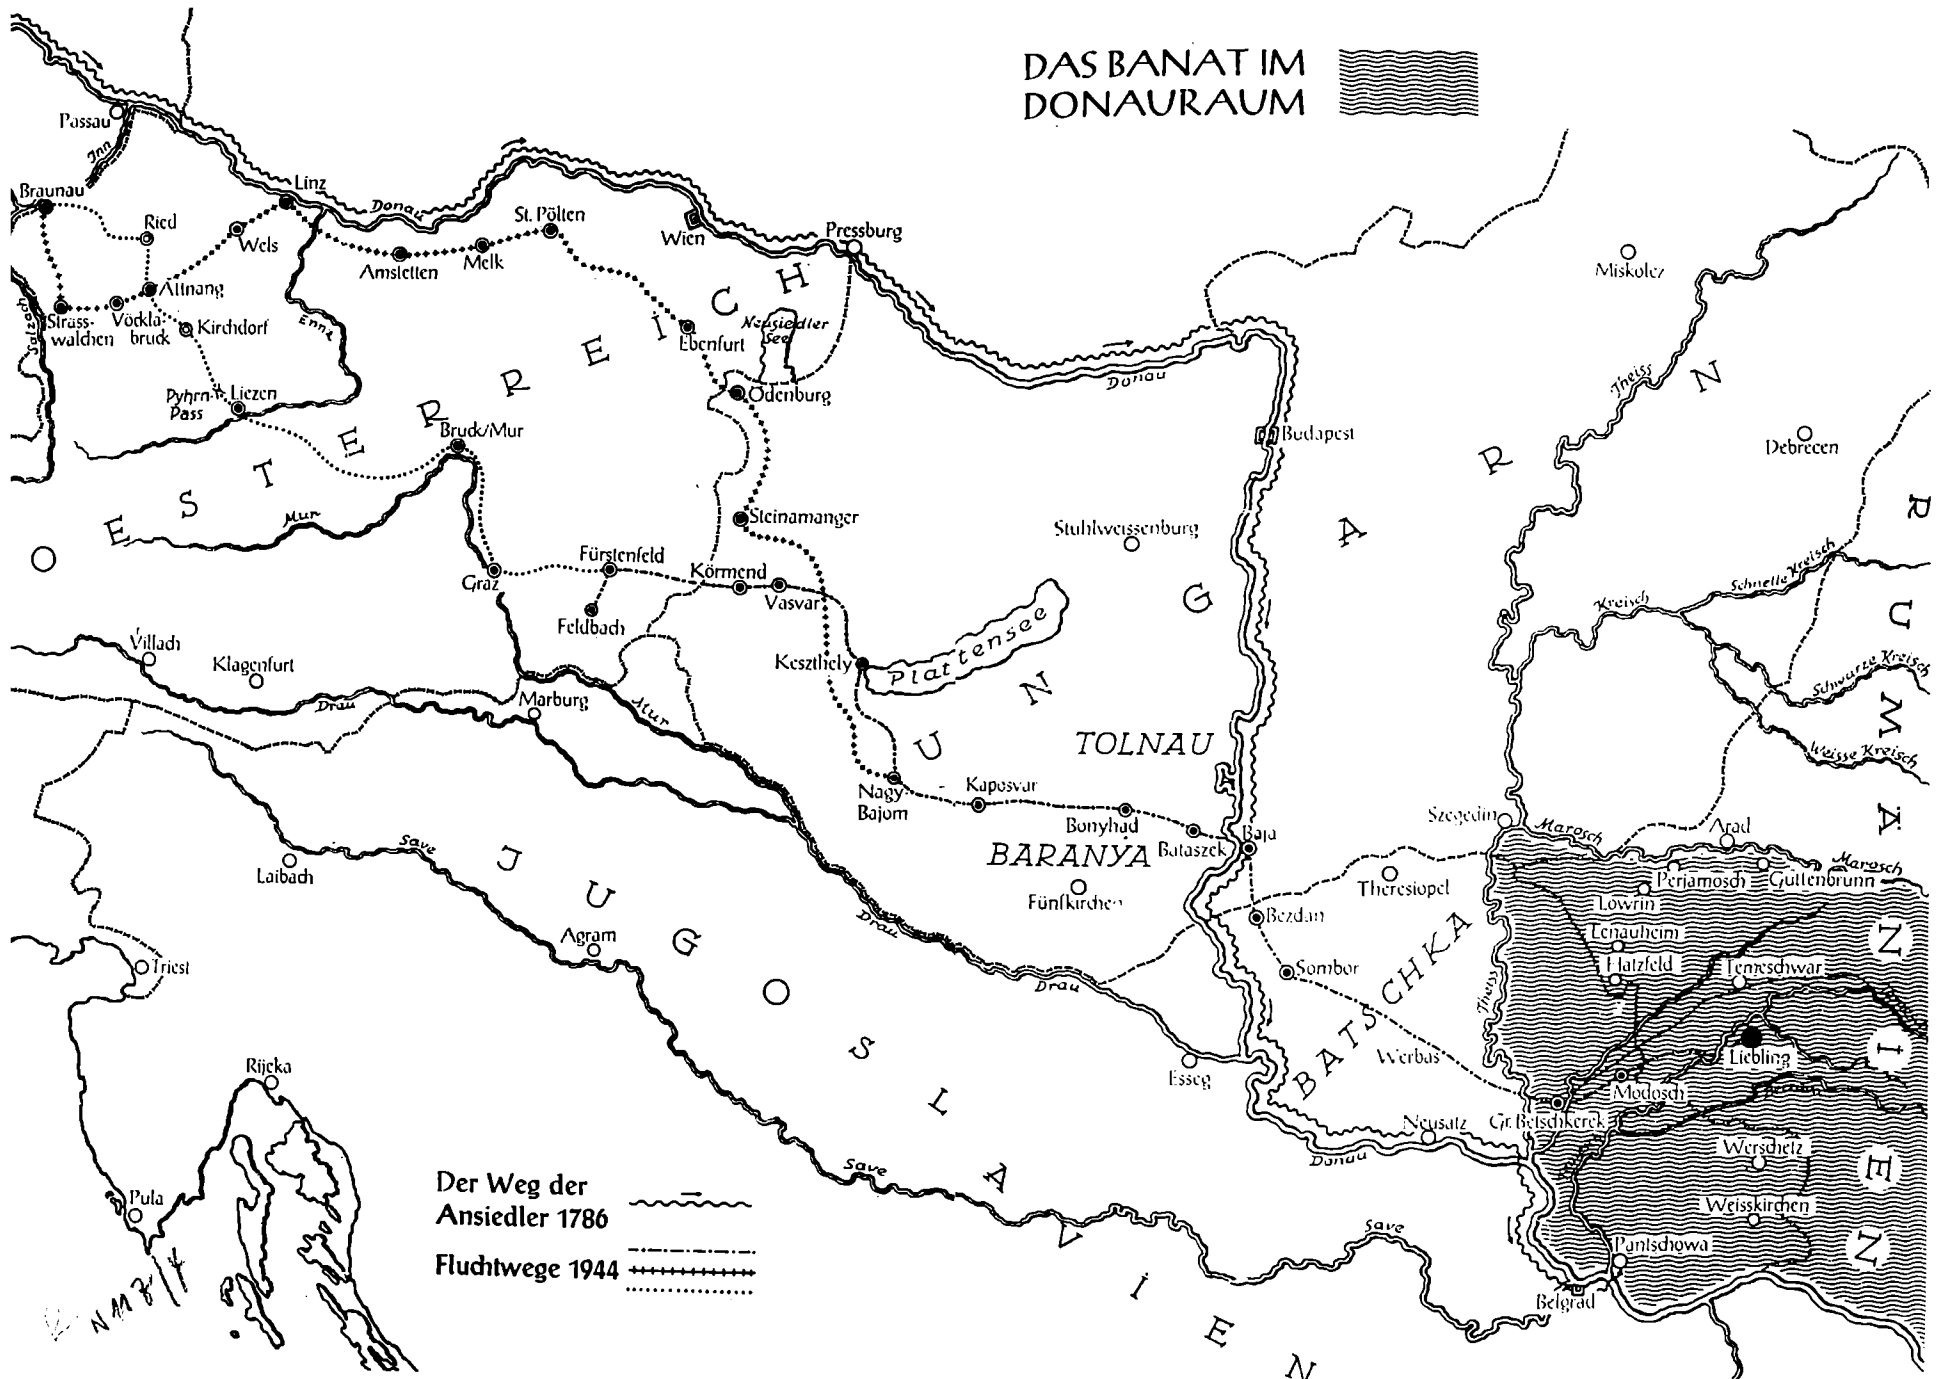 DAS BANAT IM
DONAURAUM
Passau
Inn
Braunau
Linz
Donau
Ried
Wels
St. Pölten
Amstetten
Melk
Wien
Pressburg
Miskolcz
Attnang
Salzach
Strass-
walchen
Vöckla-
bruck
Kirchdorf
Enns
Ebenfurt
Neusiedler
See
Donau
Theiss
Pyhrn-
Pass
Liezen
Ödenburg
Bruck/Mur
Budapest
Debrecen
OESTERREICH
Mur
Steinamanger
Stuhlweissenburg
Graz
Fürstenfeld
Körmend
Vasvar
Feldbach
Schnelle Kreisch
Kreisch
Villach
Klagenfurt
Keszthely
Plattensee
Schwarze Kreisch
Drau
Marburg
Mur
UNGARN
TOLNAU
Weisse Kreisch
Nagy-
Bajom
Kaposvar
Bonyhad
Bataszek
Baja
Szegedin
Marosch
Arad
Marosch
BARANYA
Laibach
Save
Fünfkirchen
Theresiopel
Perjamosch
Guttenbrunn
Lowrin
Drau
Bezdan
Agram
Lenauheim
Triest
Sombor
Hatzfeld
Temeschwar
Drau
BATSCHKA
Theiss
RUMÄNIEN
JUGOSLAVIEN
Rijeka
Esseg
Werbas
Liebling
Modosch
Neusatz
Gr. Betschkerek
Donau
Werschetz
Save
Weisskirchen
Pula
Save
Pantschowa
Belgrad
Der Weg der
Ansiedler 1786
Fluchtwege 1944